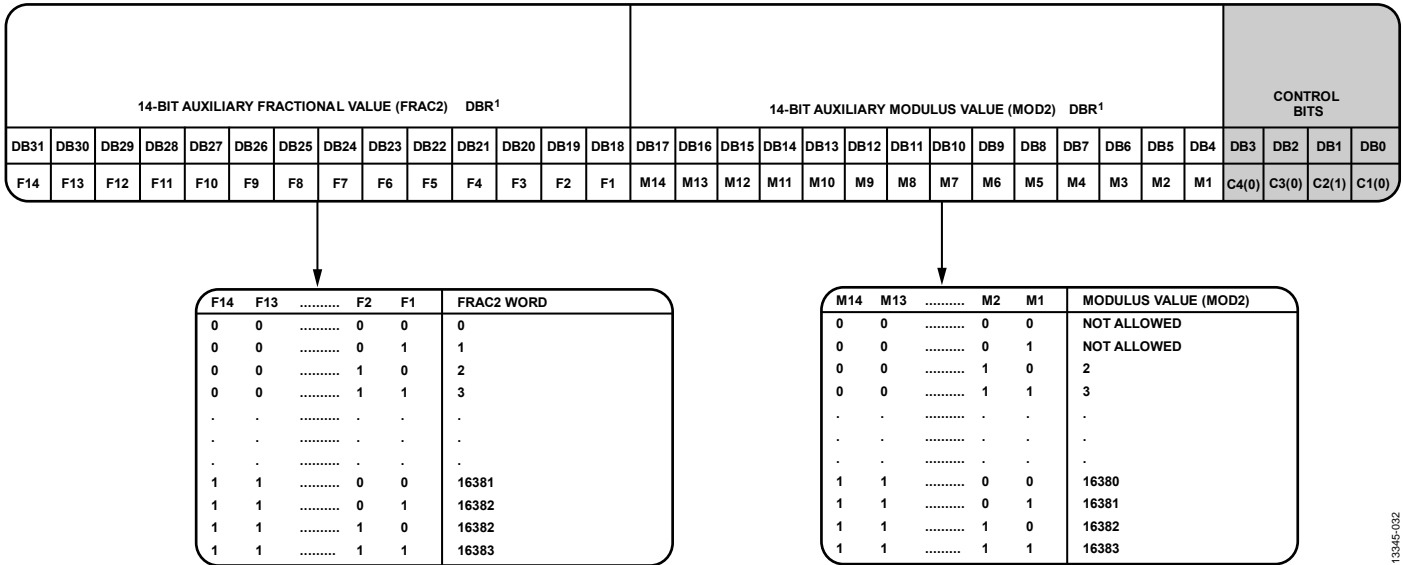 14-BIT AUXILIARY FRACTIONAL VALUE (FRAC2) DBR1 14-BIT AUXILIARY MODULUS VALUE (MOD2) DBR1 CONTROL BITS
DB31 DB30 DB29 DB28 DB27 DB26 DB25 DB24 DB23 DB22 DB21 DB20 DB19 DB18 DB17 DB16 DB15 DB14 DB13 DB12 DB11 DB10 DB9 DB8 DB7 DB6 DB5 DB4 DB3 DB2 DB1 DB0
F14 F13 F12 F11 F10 F9 F8 F7 F6 F5 F4 F3 F2 F1 M14 M13 M12 M11 M10 M9 M8 M7 M6 M5 M4 M3 M2 M1 C4(0) C3(0) C2(1) C1(0)
F14 F13 .......... F2 F1 FRAC2 WORD
0 0 .......... 0 0 0
0 0 .......... 0 1 1
0 0 .......... 1 0 2
0 0 .......... 1 1 3
. . .......... . . .
. . .......... . . .
. . .......... . . .
1 1 .......... 0 0 16381
1 1 .......... 0 1 16382
1 1 .......... 1 0 16382
1 1 ......... 1 1 16383
M14 M13 .......... M2 M1 MODULUS VALUE (MOD2)
0 0 .......... 0 0 NOT ALLOWED
0 0 .......... 0 1 NOT ALLOWED
0 0 .......... 1 0 2
0 0 .......... 1 1 3
. . .......... . . .
. . .......... . . .
. . .......... . . .
1 1 .......... 0 0 16380
1 1 .......... 0 1 16381
1 1 .......... 1 0 16382
1 1 ......... 1 1 16383
13345-032